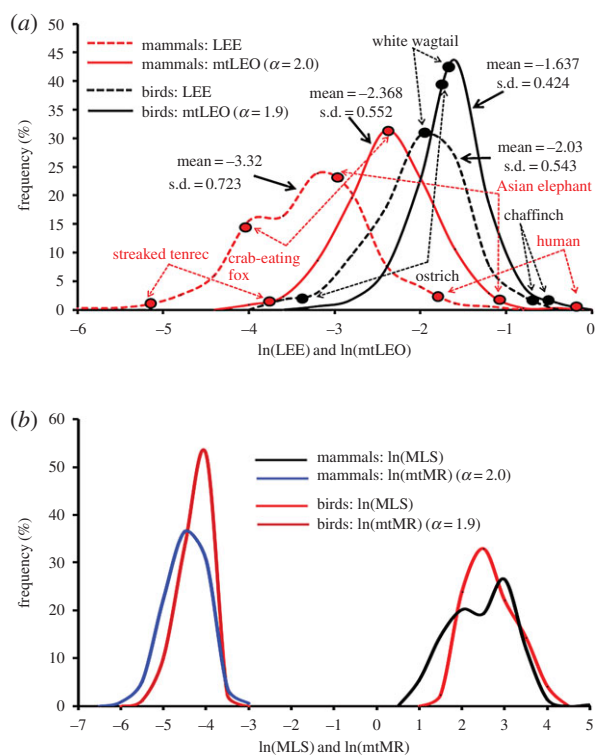 (a)
50
45
40
35
30
25
20
15
10
5
0
frequency (%)
mammals: LEE
mammals: mtLEO (α = 2.0)
birds: LEE
birds: mtLEO (α = 1.9)
white wagtail
mean = −1.637
s.d. = 0.424
mean = −2.368
s.d. = 0.552
mean = −3.32
s.d. = 0.723
mean = −2.03
s.d. = 0.543
Asian elephant
chaffinch
human
streaked tenrec
crab-eating
fox
ostrich
−6 −5 −4 −3 −2 −1 0
ln(LEE) and ln(mtLEO)
(b)
60
50
40
30
20
10
0
frequency (%)
mammals: ln(MLS)
mammals: ln(mtMR) (α = 2.0)
birds: ln(MLS)
birds: ln(mtMR) (α = 1.9)
−7 −6 −5 −4 −3 −2 −1 0 1 2 3 4 5
ln(MLS) and ln(mtMR)